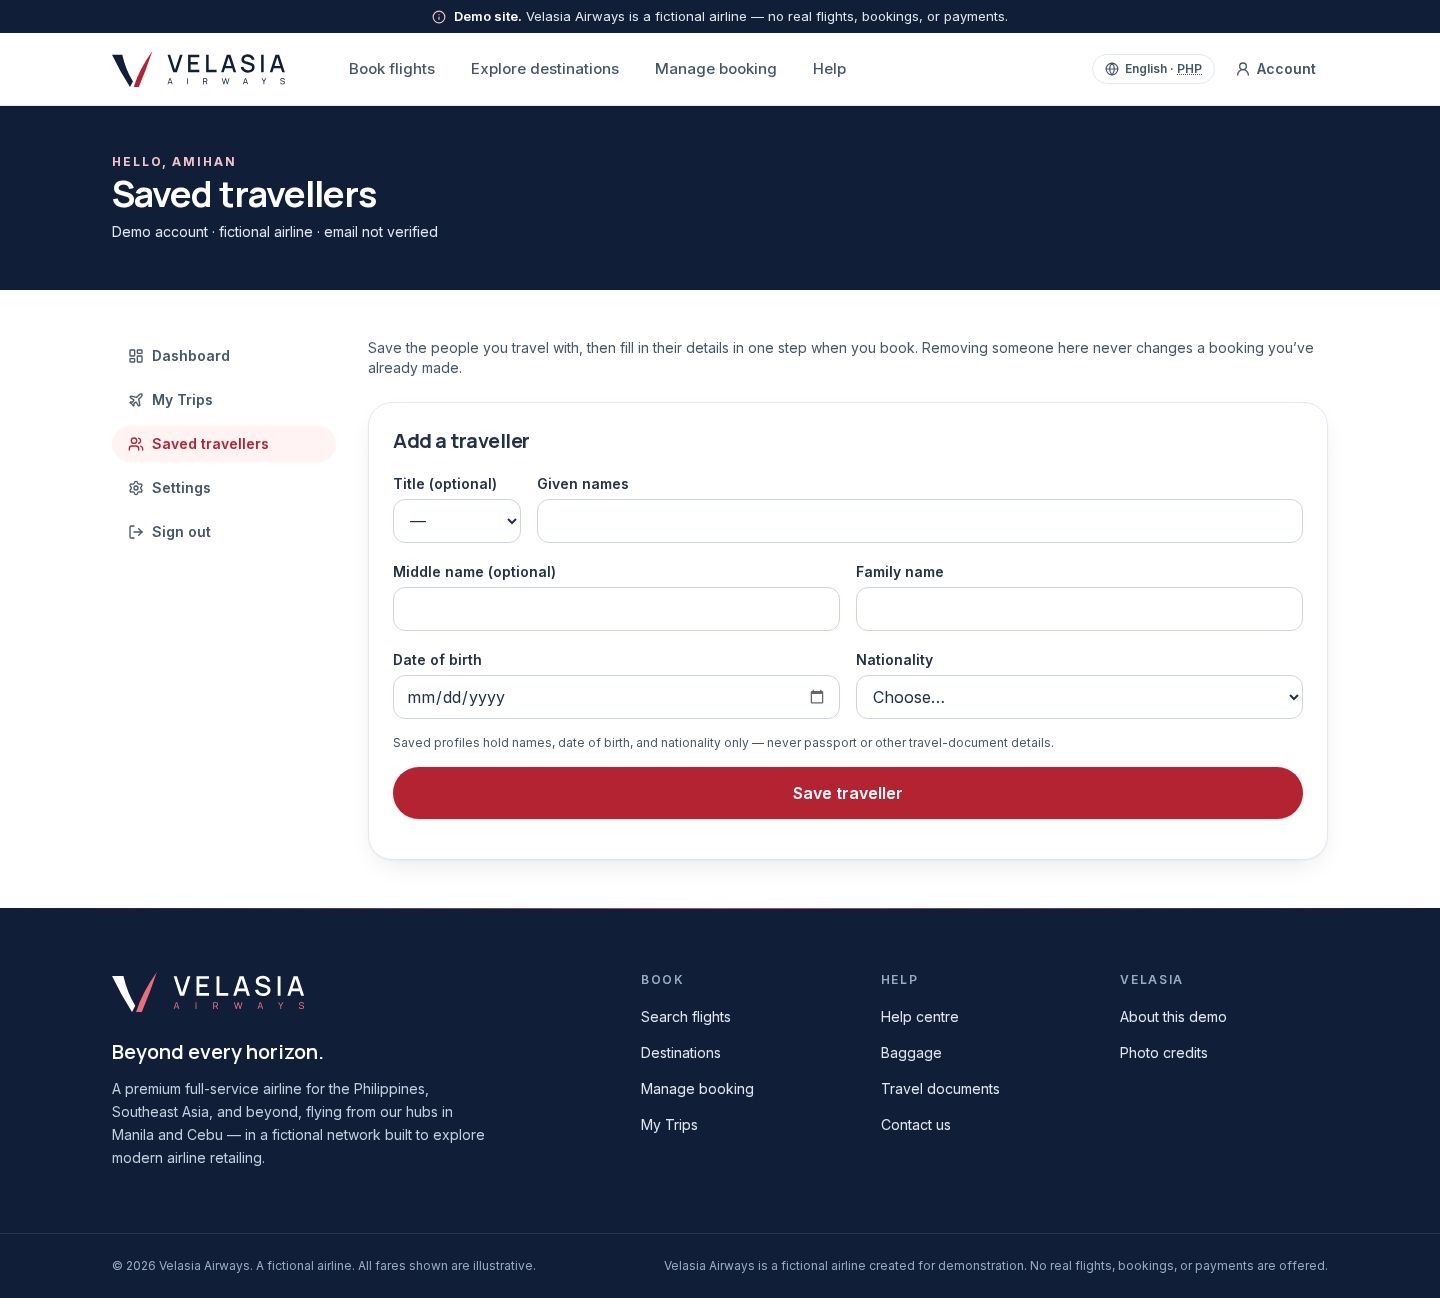 Demo site. Velasia Airways is a fictional airline — no real flights, bookings, or payments.
VELASIA
AIRWAYS
Book flights
Explore destinations
Manage booking
Help
English · PHP
Account
HELLO, AMIHAN
Saved travellers
Demo account · fictional airline · email not verified
Dashboard
My Trips
Saved travellers
Settings
Sign out
Save the people you travel with, then fill in their details in one step when you book. Removing someone here never changes a booking you’ve
already made.
Add a traveller
Title (optional)
Given names
—
Middle name (optional)
Family name
Date of birth
Nationality
mm/dd/yyyy
Choose…
Saved profiles hold names, date of birth, and nationality only — never passport or other travel-document details.
Save traveller
VELASIA
AIRWAYS
Beyond every horizon.
A premium full-service airline for the Philippines,
Southeast Asia, and beyond, flying from our hubs in
Manila and Cebu — in a fictional network built to explore
modern airline retailing.
BOOK
Search flights
Destinations
Manage booking
My Trips
HELP
Help centre
Baggage
Travel documents
Contact us
VELASIA
About this demo
Photo credits
© 2026 Velasia Airways. A fictional airline. All fares shown are illustrative.
Velasia Airways is a fictional airline created for demonstration. No real flights, bookings, or payments are offered.